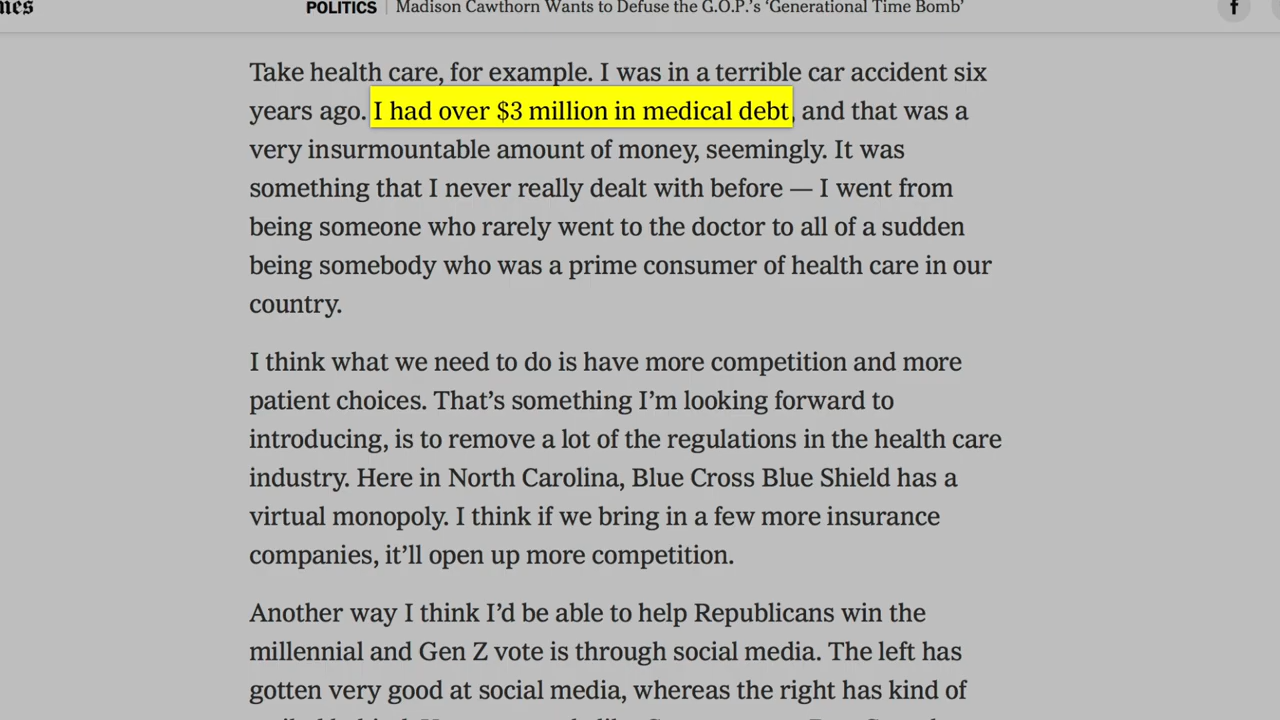 POLITICS | Madison Cawthorn Wants to Defuse the G.O.P.'s ‘Generational Time Bomb’ f
Take health care, for example. I was in a terrible car accident six
years ago. I had over $3 million in medical debt, and that was a
very insurmountable amount of money, seemingly. It was
something that I never really dealt with before — I went from
being someone who rarely went to the doctor to all of a sudden
being somebody who was a prime consumer of health care in our
country.
I think what we need to do is have more competition and more
patient choices. That’s something I’m looking forward to
introducing, is to remove a lot of the regulations in the health care
industry. Here in North Carolina, Blue Cross Blue Shield has a
virtual monopoly. I think if we bring in a few more insurance
companies, it’ll open up more competition.
Another way I think I’d be able to help Republicans win the
millennial and Gen Z vote is through social media. The left has
gotten very good at social media, whereas the right has kind of